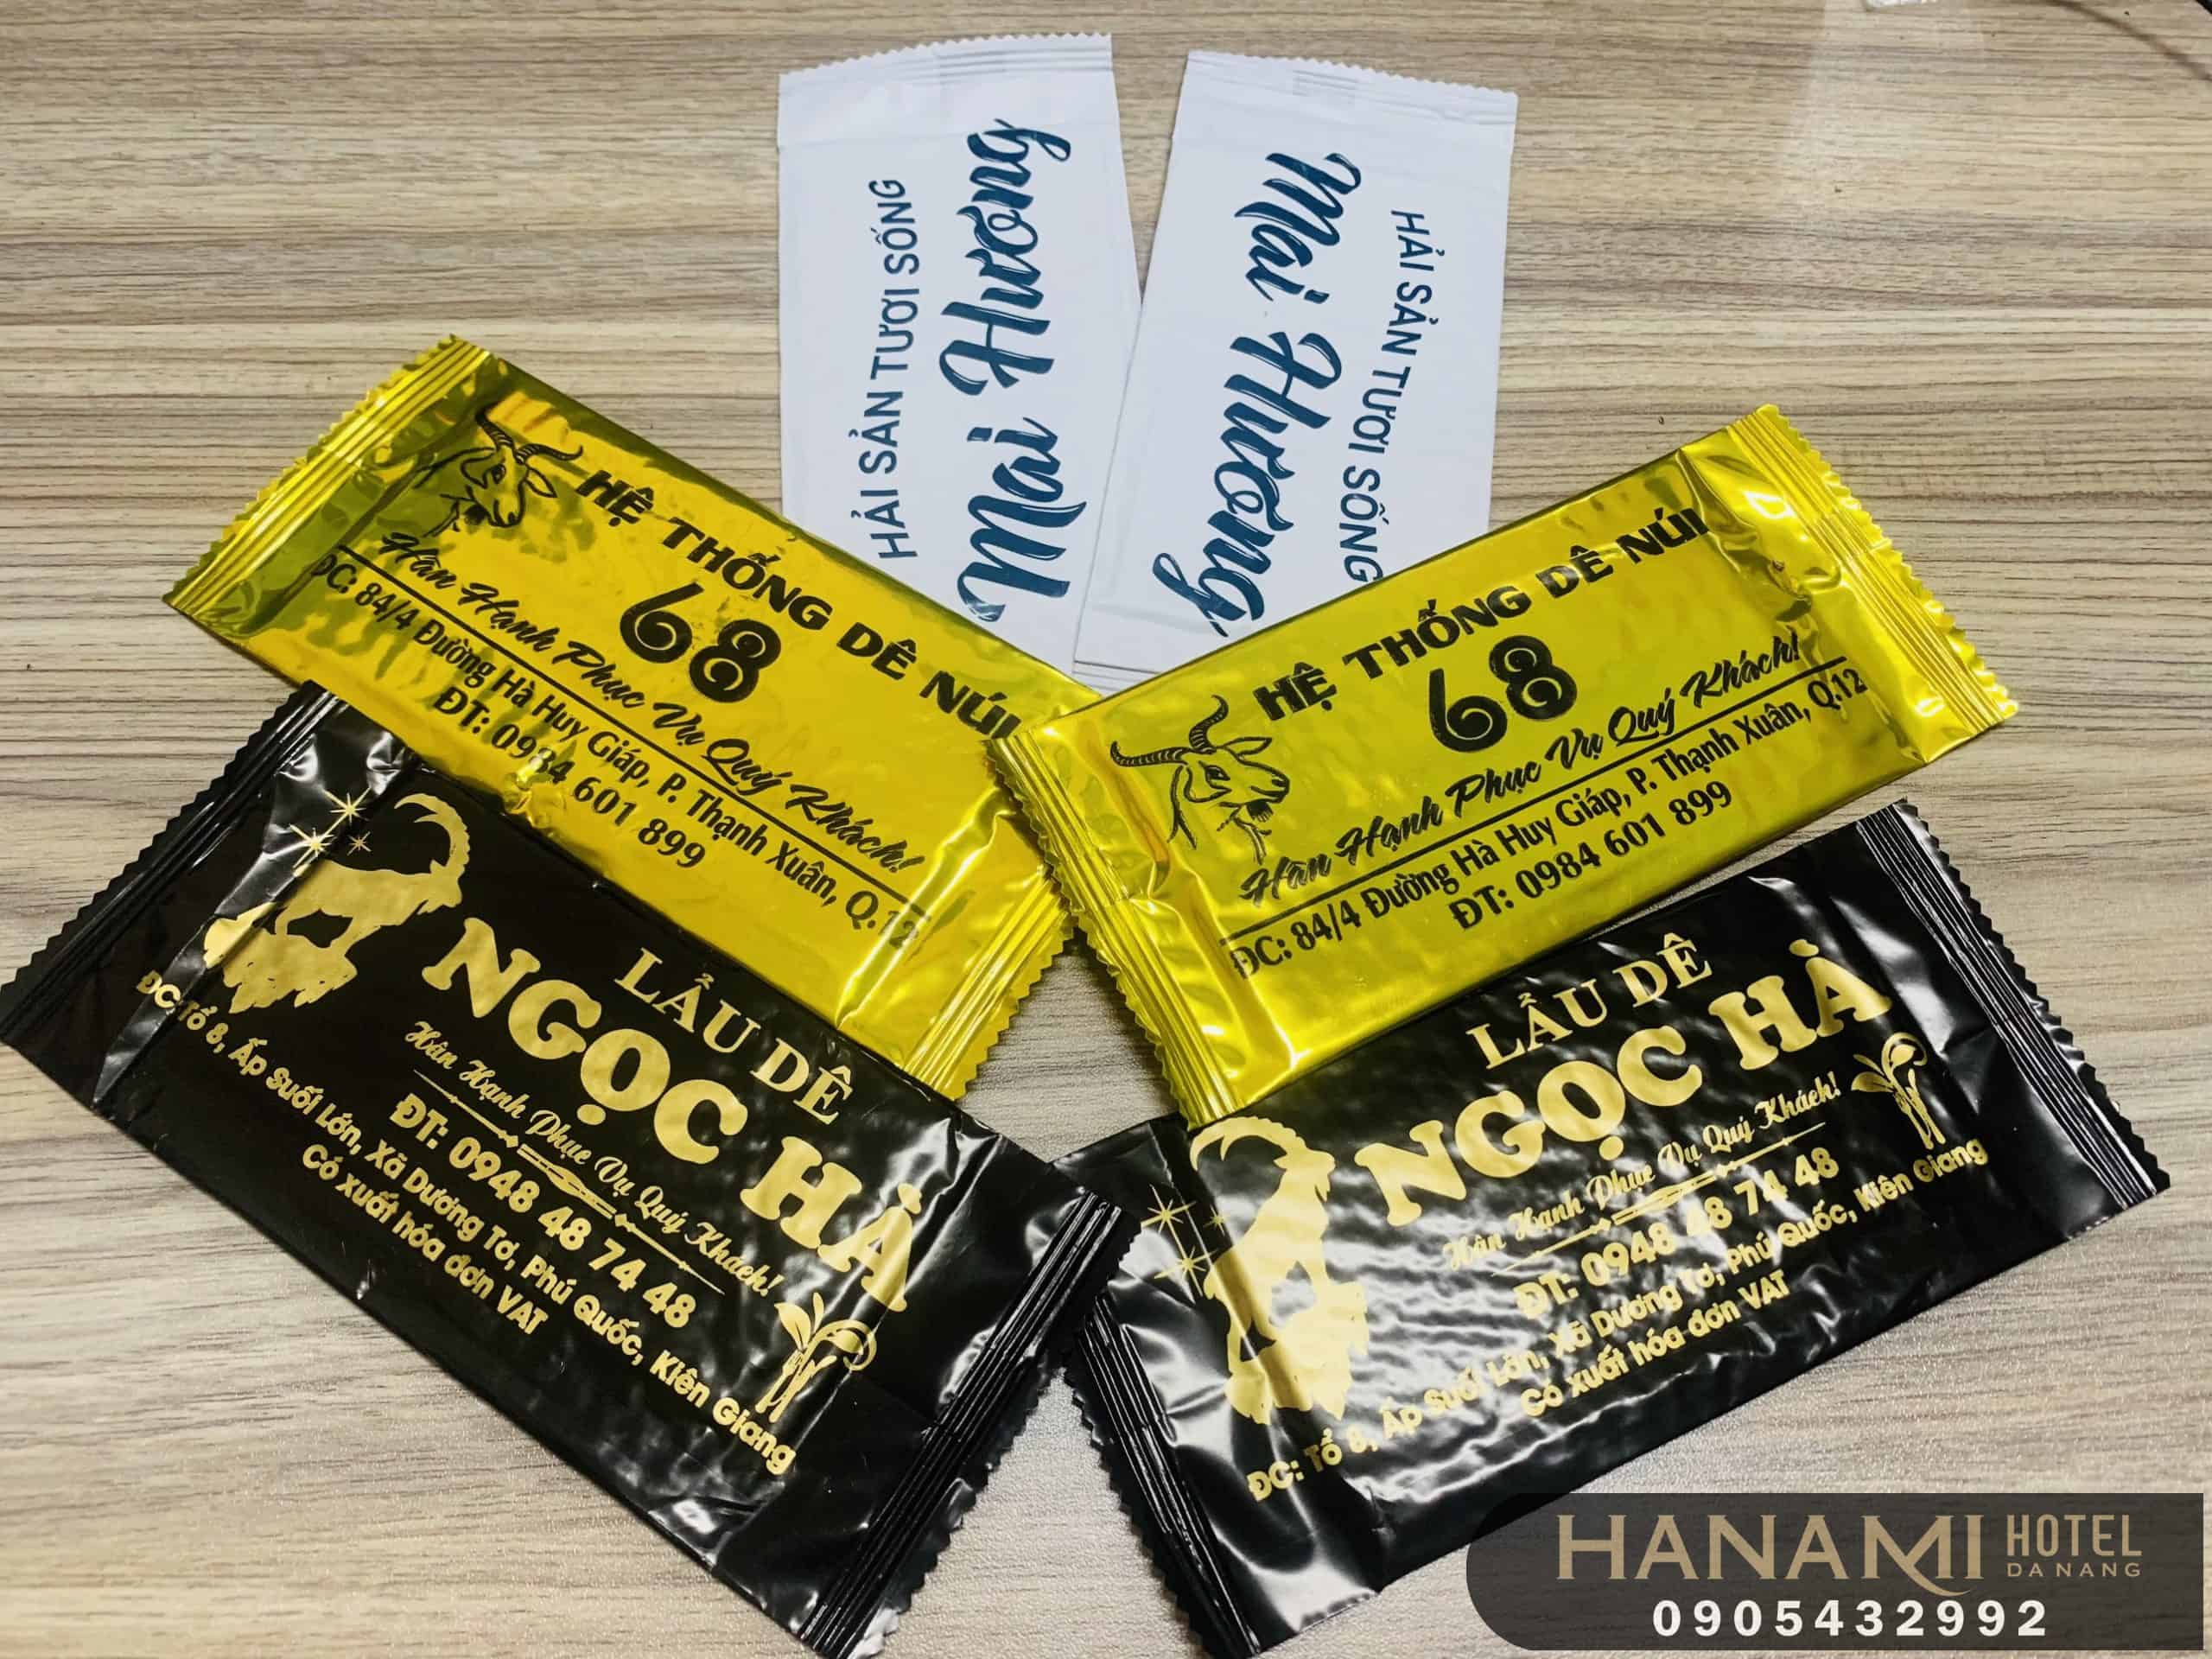 HẢI SẢN TƯƠI SỐNG
Mai Hương
Mai Hương
HẢI SẢN TƯƠI SỐNG
HỆ THỐNG DÊ NÚI
68
Hân Hạnh Phục Vụ Quý Khách!
ĐC: 84/4 Đường Hà Huy Giáp, P. Thạnh Xuân, Q.12
ĐT: 0984 601 899
HỆ THỐNG DÊ NÚI
68
Hân Hạnh Phục Vụ Quý Khách!
ĐC: 84/4 Đường Hà Huy Giáp, P. Thạnh Xuân, Q.12
ĐT: 0984 601 899
LẨU DÊ
NGỌC HÀ
Hân Hạnh Phục Vụ Quý Khách!
ĐT: 0948 48 74 48
ĐC: Tổ 8, Ấp Suối Lớn, Xã Dương Tơ, Phú Quốc, Kiên Giang
Có xuất hóa đơn VAT
LẨU DÊ
NGỌC HÀ
Hân Hạnh Phục Vụ Quý Khách!
ĐT: 0948 48 74 48
ĐC: Tổ 8, Ấp Suối Lớn, Xã Dương Tơ, Phú Quốc, Kiên Giang
Có xuất hóa đơn VAT
HANAMI HOTEL
DA NANG
0905432992